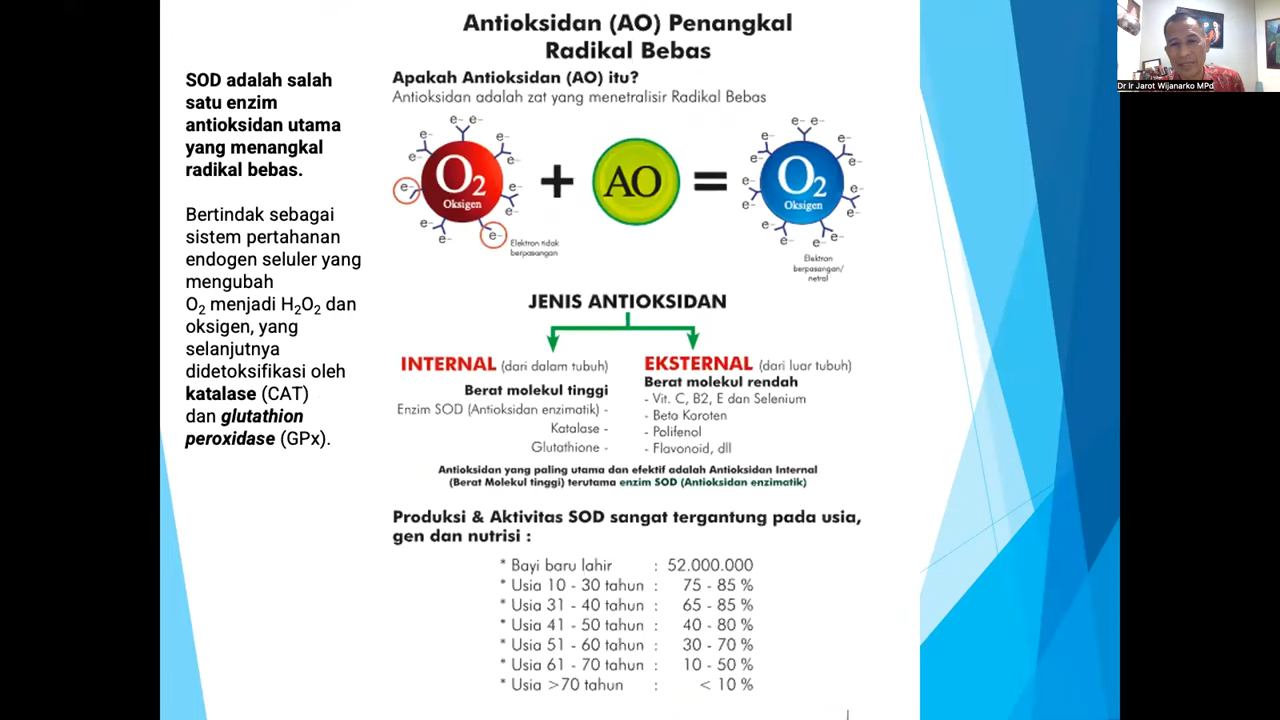 Antioksidan (AO) Penangkal
Radikal Bebas
SOD adalah salah
satu enzim
antioksidan utama
yang menangkal
radikal bebas.
Bertindak sebagai
sistem pertahanan
endogen seluler yang
mengubah
O₂ menjadi H₂O₂ dan
oksigen, yang
selanjutnya
didetoksifikasi oleh
katalase (CAT)
dan glutathion
peroxidase (GPx).
Apakah Antioksidan (AO) itu?
Antioksidan adalah zat yang menetralisir Radikal Bebas
e- e-
e- e-
e- e-
e- e-
e- e-
e- e-
e-
e-
O₂
Oksigen
Elektron tidak
berpasangan
+
AO
=
e- e-
e- e-
e- e-
e- e-
e- e-
e- e-
e- e-
e- e-
O₂
Oksigen
Elektron
berpasangan/
netral
JENIS ANTIOKSIDAN
INTERNAL (dari dalam tubuh)
Berat molekul tinggi
Enzim SOD (Antioksidan enzimatik) -
Katalase -
Glutathione -
EKSTERNAL (dari luar tubuh)
Berat molekul rendah
- Vit. C, B2, E dan Selenium
- Beta Karoten
- Polifenol
- Flavonoid, dll
Antioksidan yang paling utama dan efektif adalah Antioksidan Internal
(Berat Molekul tinggi) terutama enzim SOD (Antioksidan enzimatik)
Produksi & Aktivitas SOD sangat tergantung pada usia,
gen dan nutrisi :
* Bayi baru lahir : 52.000.000
* Usia 10 - 30 tahun : 75 - 85 %
* Usia 31 - 40 tahun : 65 - 85 %
* Usia 41 - 50 tahun : 40 - 80 %
* Usia 51 - 60 tahun : 30 - 70 %
* Usia 61 - 70 tahun : 10 - 50 %
* Usia >70 tahun : < 10 %
Dr Ir Jarot Wijanarko MPd